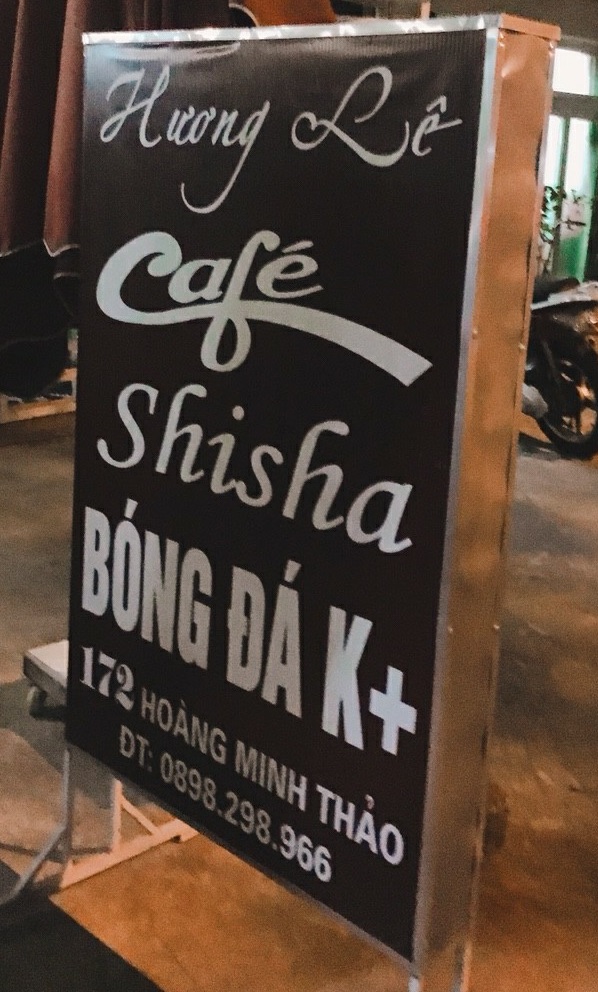 Hương Lê
Café
Shisha
BÓNG ĐÁ K+
172 HOÀNG MINH THẢO
ĐT: 0898.298.966